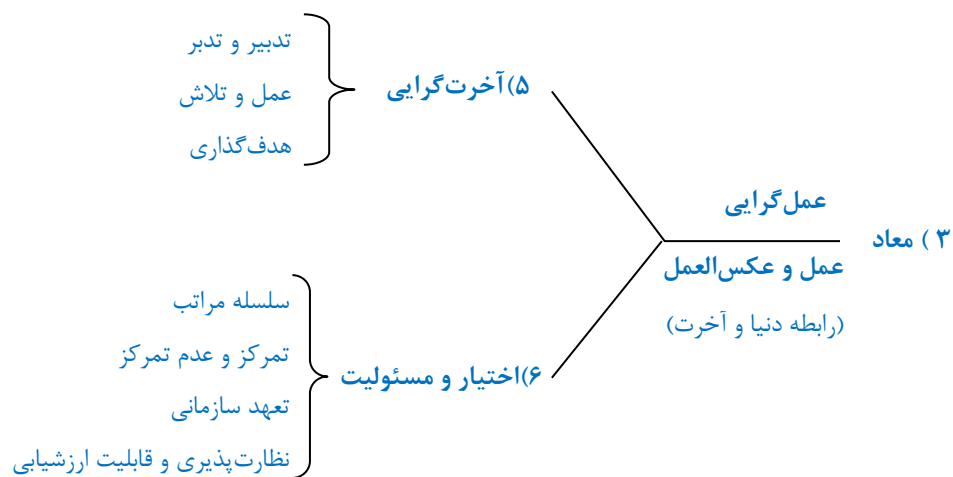 ۳ ) معاد
عمل‌گرایی
عمل و عکس‌العمل
(رابطه دنیا و آخرت)
۵)آخرت‌گرایی
تدبیر و تدبر
عمل و تلاش
هدف‌گذاری
۶)اختیار و مسئولیت
سلسله مراتب
تمرکز و عدم تمرکز
تعهد سازمانی
نظارت‌پذیری و قابلیت ارزشیابی